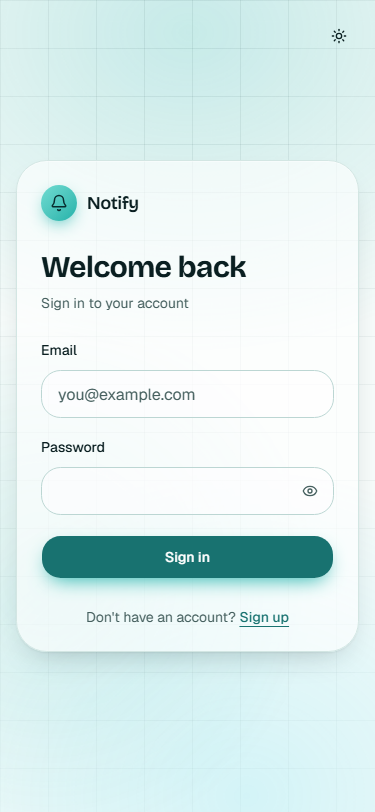 Notify
Welcome back
Sign in to your account
Email
you@example.com
Password
Sign in
Don't have an account? Sign up